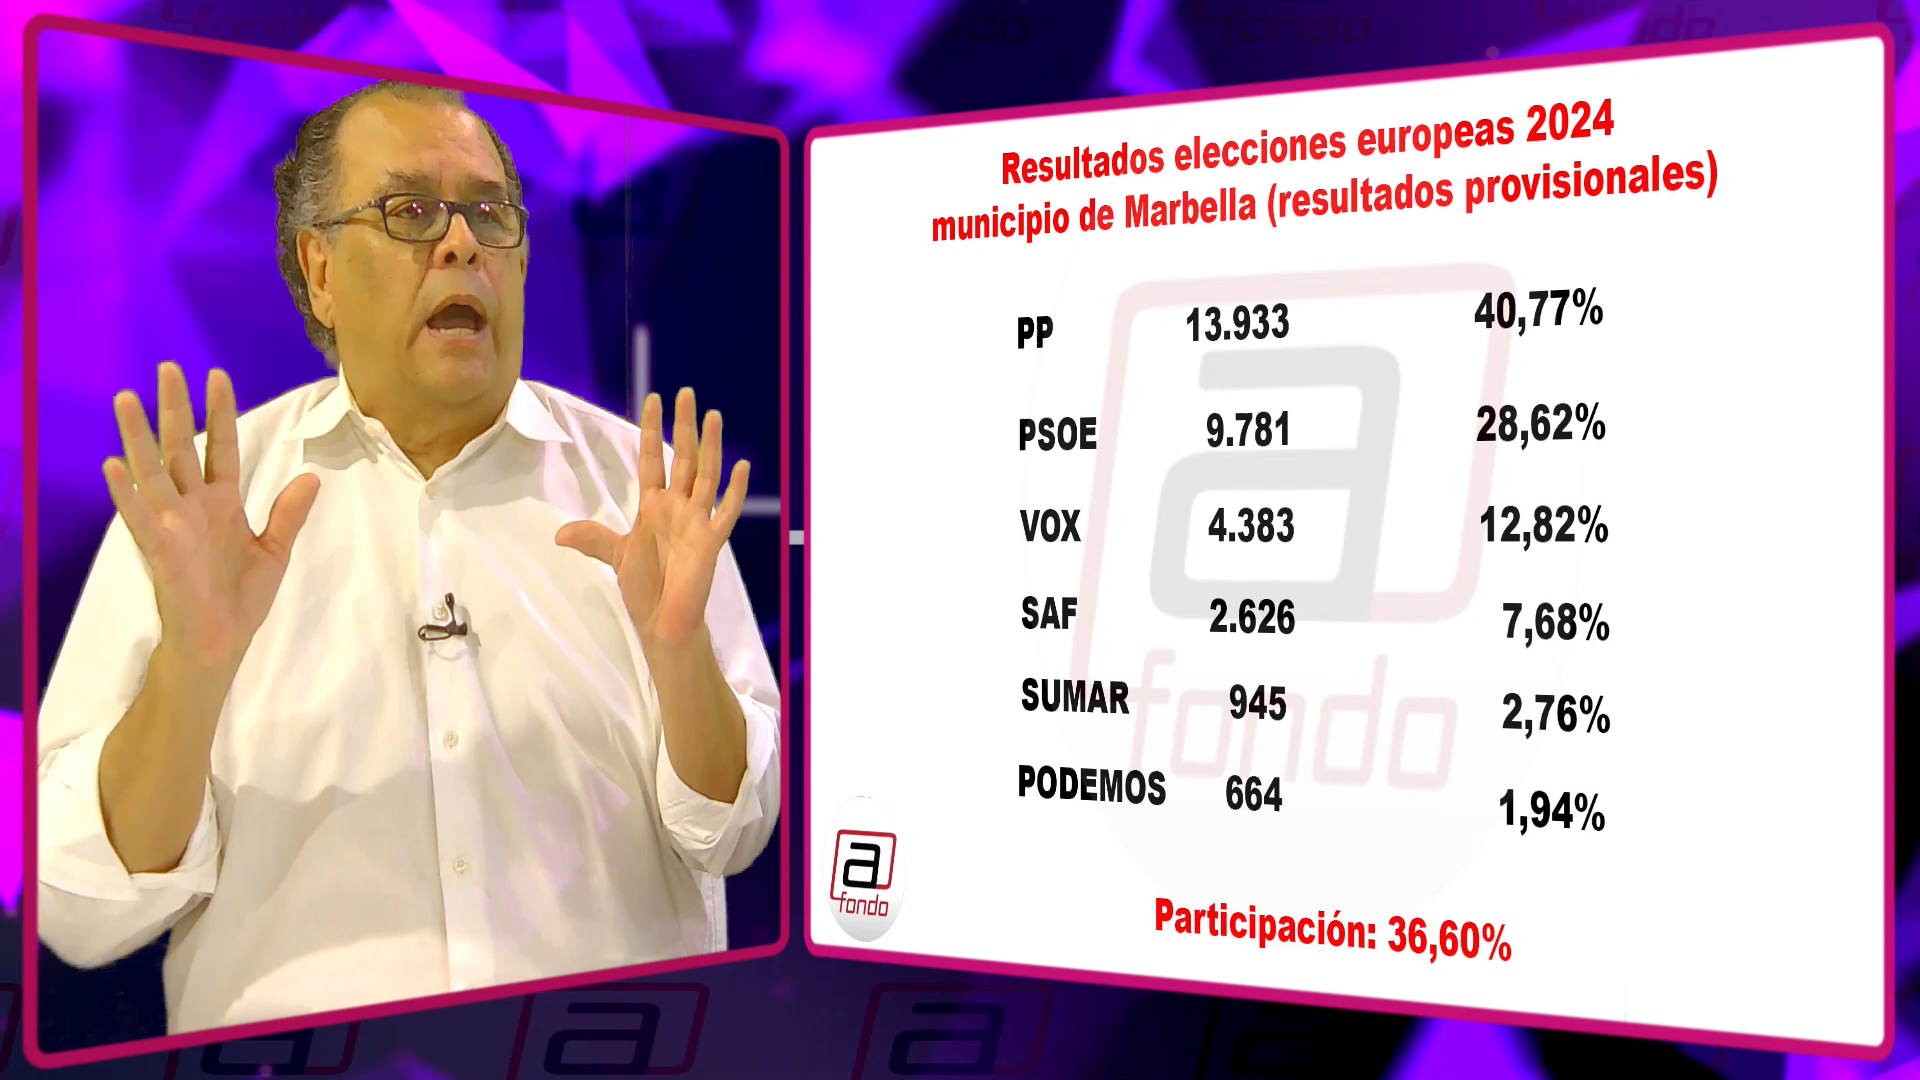 Resultados elecciones europeas 2024
municipio de Marbella (resultados provisionales)
PP 13.933 40,77%
PSOE 9.781 28,62%
VOX 4.383 12,82%
SAF 2.626 7,68%
SUMAR 945 2,76%
PODEMOS 664 1,94%
Participación: 36,60%
a
fondo
a
fondo